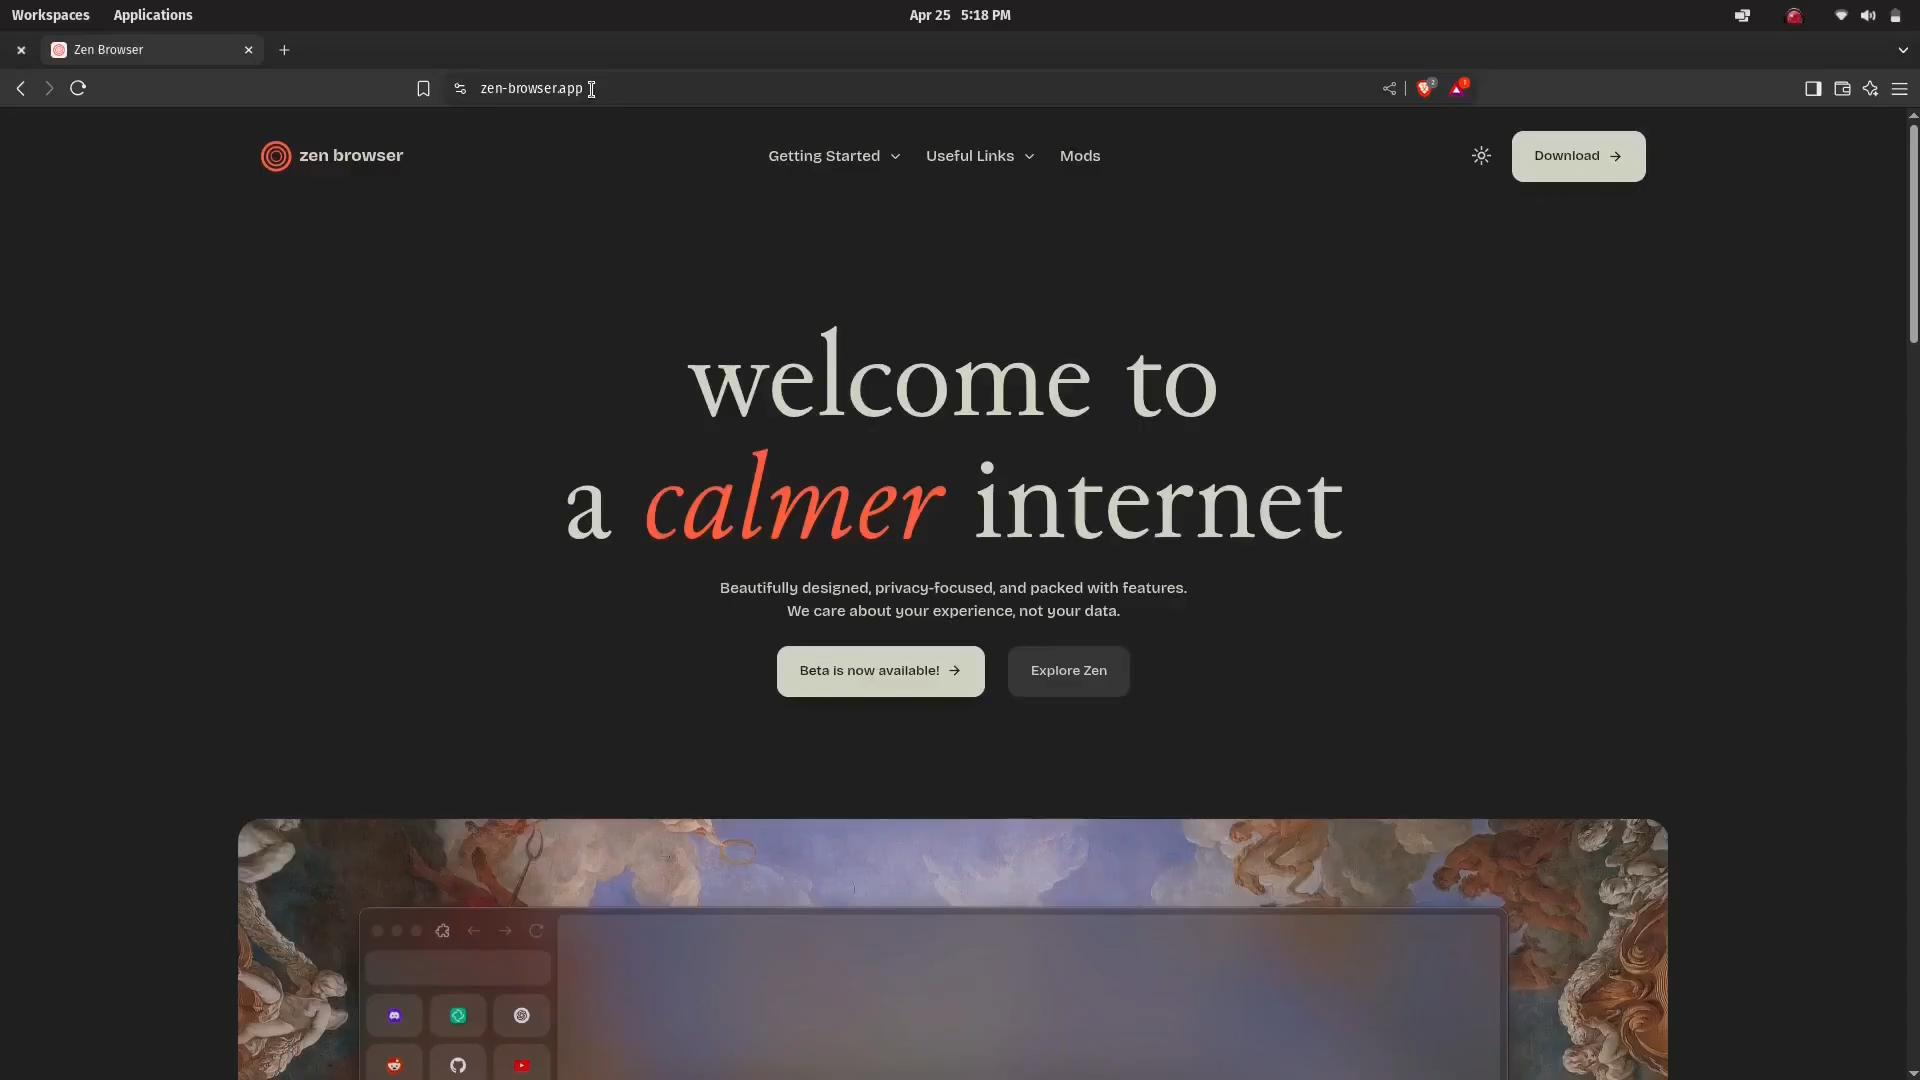 Workspaces Applications Apr 25 5:18 PM
Zen Browser
zen-browser.app 2 1
zen browser Getting Started Useful Links Mods Download
welcome to
a calmer internet
Beautifully designed, privacy-focused, and packed with features.
We care about your experience, not your data.
Beta is now available! Explore Zen